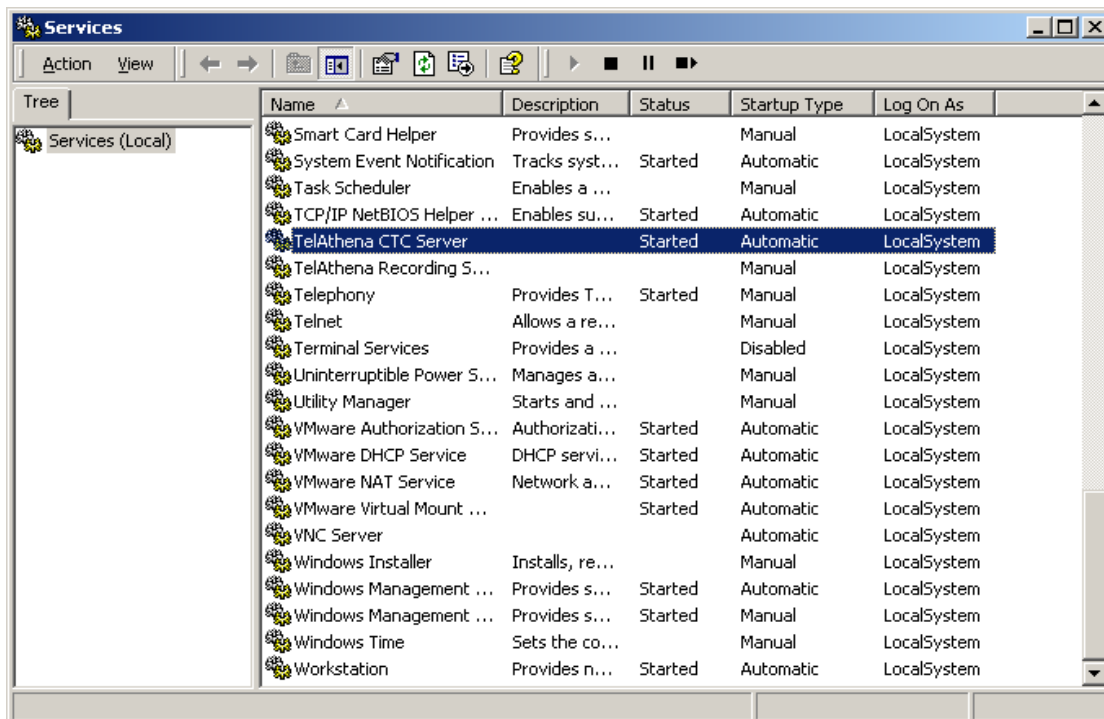 Services
Action View
Tree
Services (Local)
Name Description Status Startup Type Log On As
Smart Card Helper Provides s... Manual LocalSystem
System Event Notification Tracks syst... Started Automatic LocalSystem
Task Scheduler Enables a ... Manual LocalSystem
TCP/IP NetBIOS Helper ... Enables su... Started Automatic LocalSystem
TelAthena CTC Server Started Automatic LocalSystem
TelAthena Recording S... Manual LocalSystem
Telephony Provides T... Started Manual LocalSystem
Telnet Allows a re... Manual LocalSystem
Terminal Services Provides a ... Disabled LocalSystem
Uninterruptible Power S... Manages a... Manual LocalSystem
Utility Manager Starts and ... Manual LocalSystem
VMware Authorization S... Authorizati... Started Automatic LocalSystem
VMware DHCP Service DHCP servi... Started Automatic LocalSystem
VMware NAT Service Network a... Started Automatic LocalSystem
VMware Virtual Mount ... Started Automatic LocalSystem
VNC Server Automatic LocalSystem
Windows Installer Installs, re... Manual LocalSystem
Windows Management ... Provides s... Started Automatic LocalSystem
Windows Management ... Provides s... Started Manual LocalSystem
Windows Time Sets the co... Manual LocalSystem
Workstation Provides n... Started Automatic LocalSystem